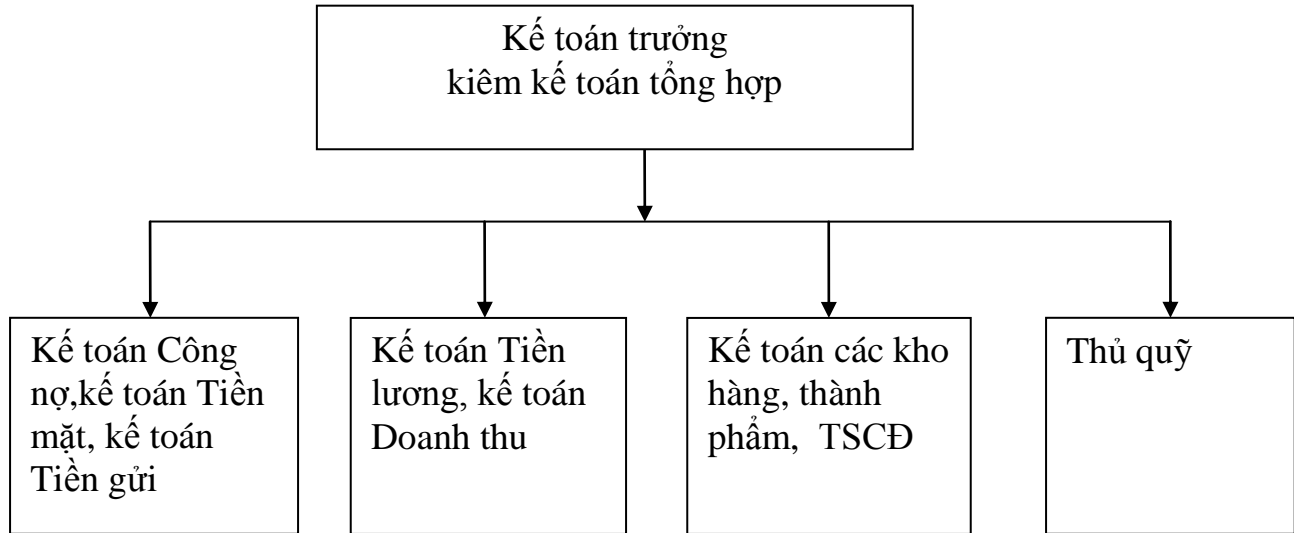 Kế toán trưởng
kiêm kế toán tổng hợp
Kế toán Công
nợ,kế toán Tiền
mặt, kế toán
Tiền gửi
Kế toán Tiền
lương, kế toán
Doanh thu
Kế toán các kho
hàng, thành
phẩm, TSCĐ
Thủ quỹ